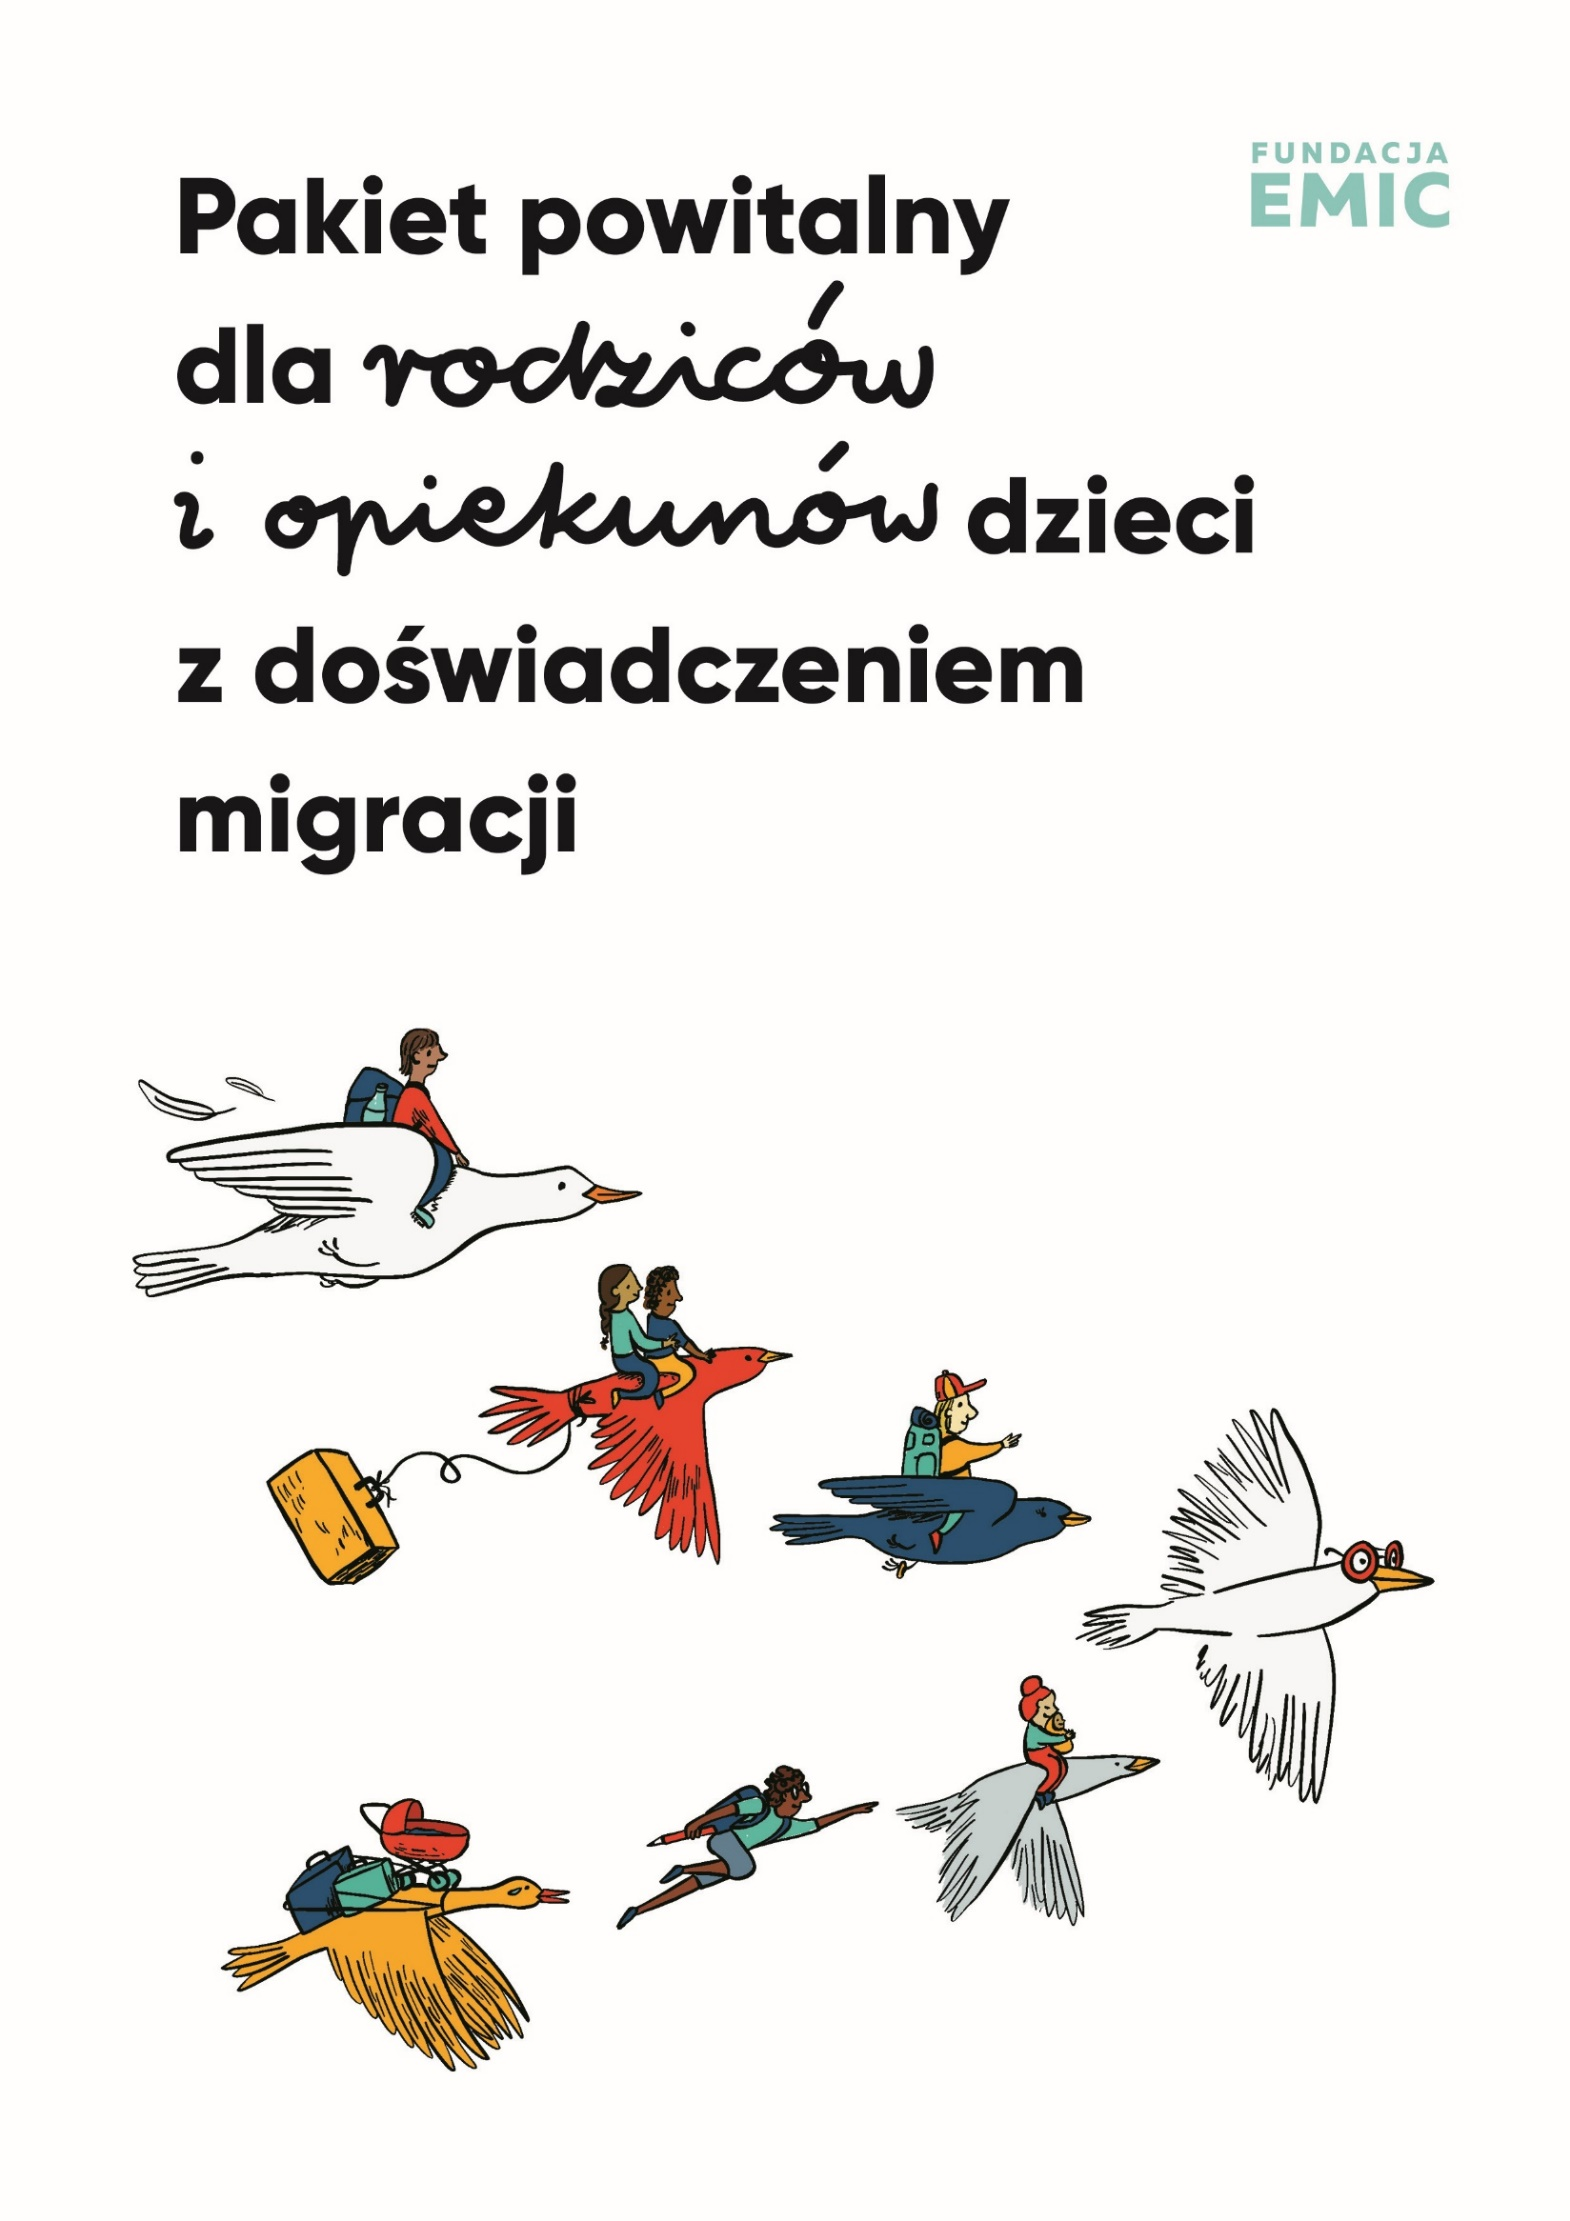 FUNDACJA
EMIC
Pakiet powitalny
dla rodziców
i opiekunów dzieci
z doświadczeniem
migracji